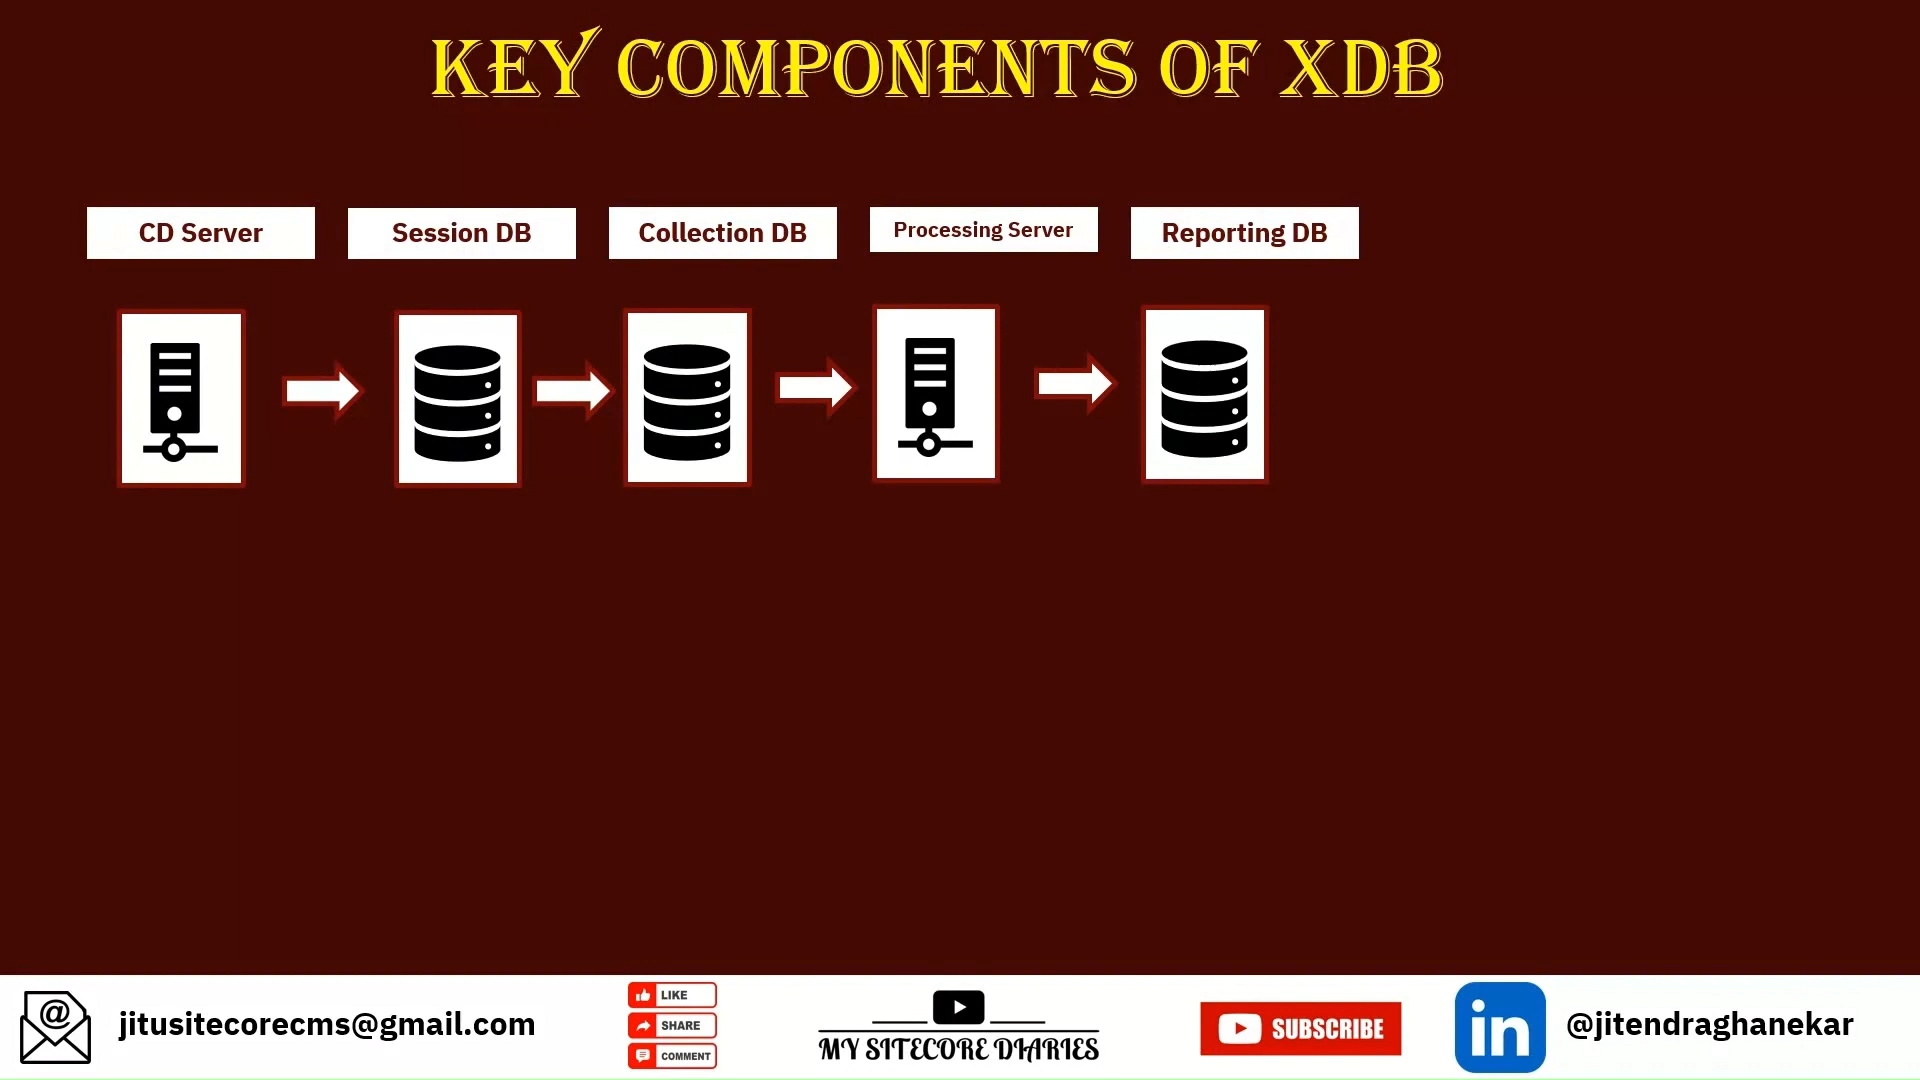 KEY COMPONENTS OF XDB
CD Server
Session DB
Collection DB
Processing Server
Reporting DB
@
jitusitecorecms@gmail.com
LIKE
SHARE
COMMENT
MY SITECORE DIARIES
SUBSCRIBE
in
@jitendraghanekar